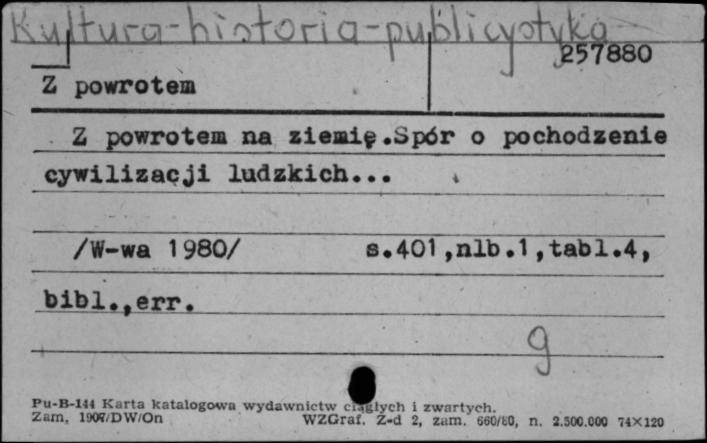 Kultura-historia-publicystyka
257880
Z powrotem
Z powrotem na ziemię.Spór o pochodzenie
cywilizacji ludzkich...
/W-wa 1980/ s.401,nlb.1,tabl.4,
bibl.,err.
g
Pu-B-144 Karta katalogowa wydawnictw ciągłych i zwartych.
Zam. 1907/DW/On WZGraf. Z-d 2, zam. 660/80, n. 2.500.000 74×120